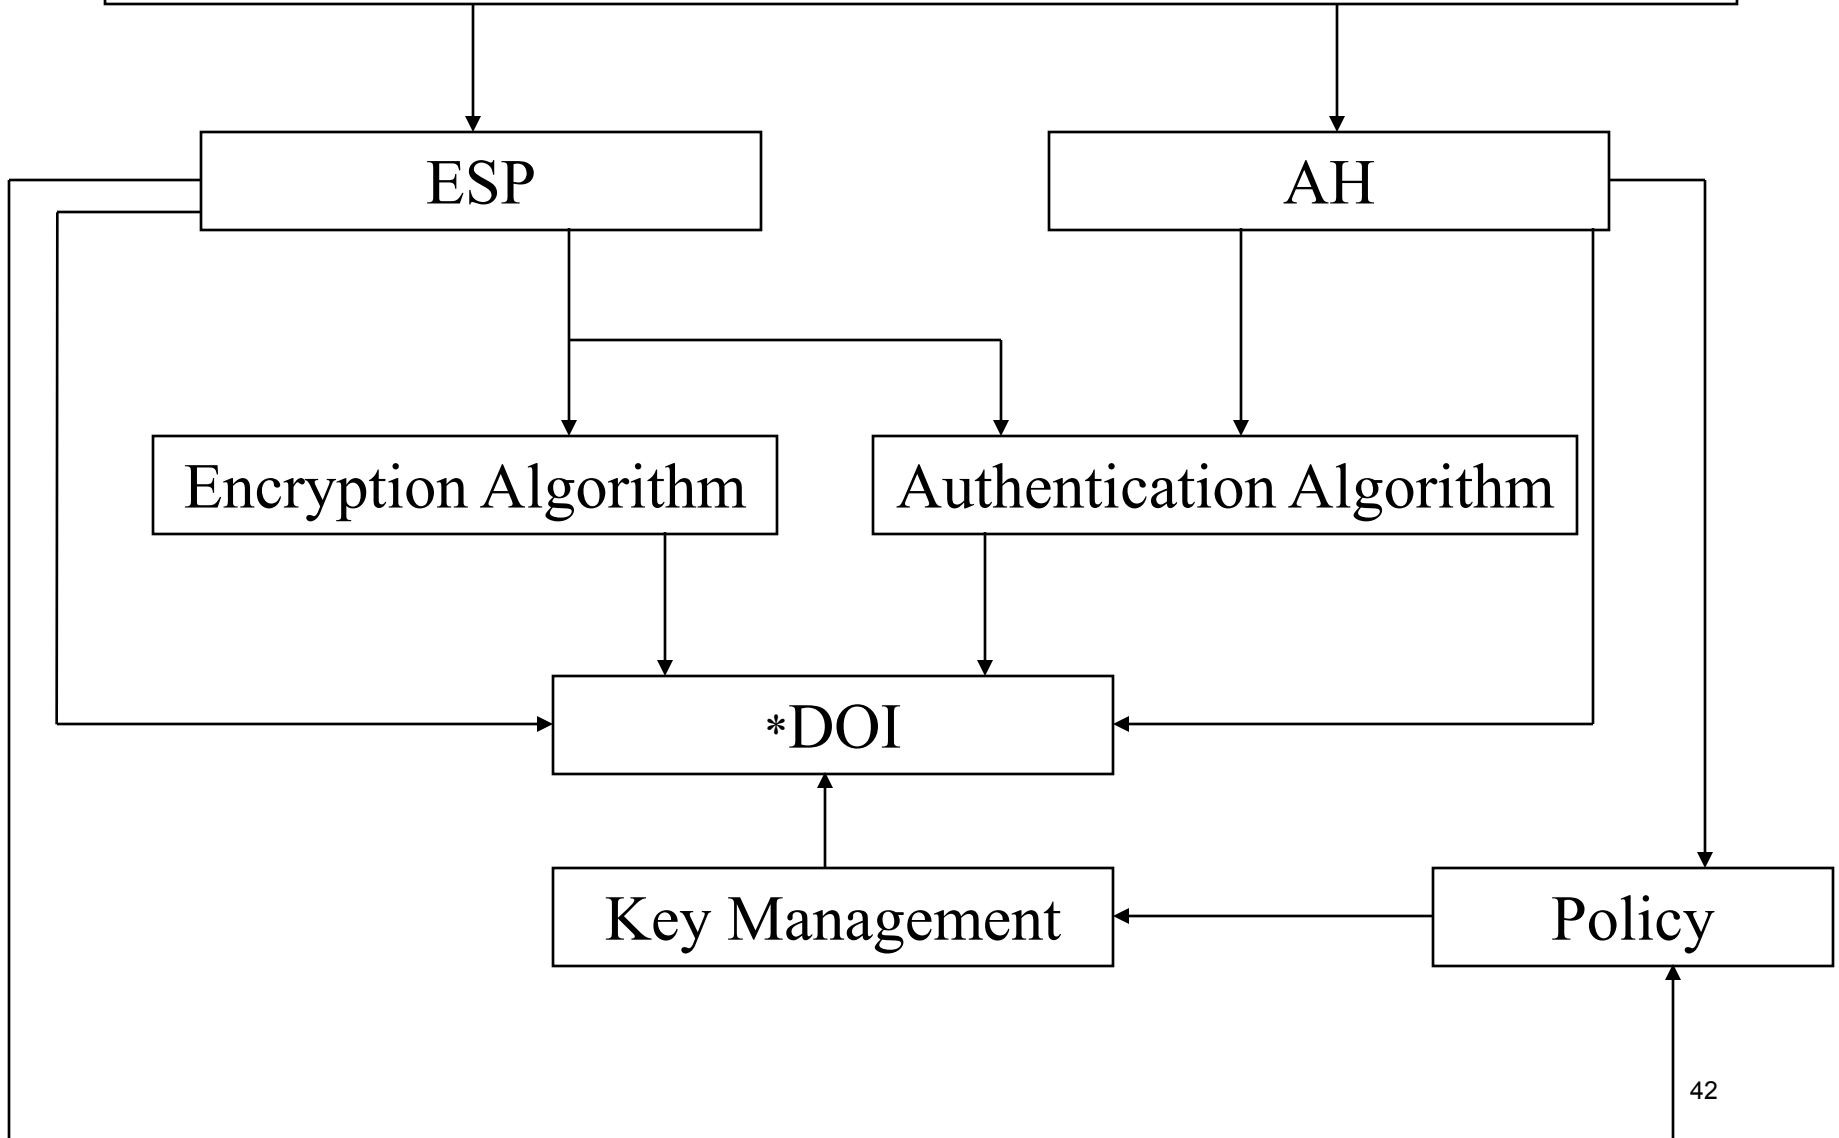 ESP
AH
Encryption Algorithm
Authentication Algorithm
*DOI
Key Management
Policy
42